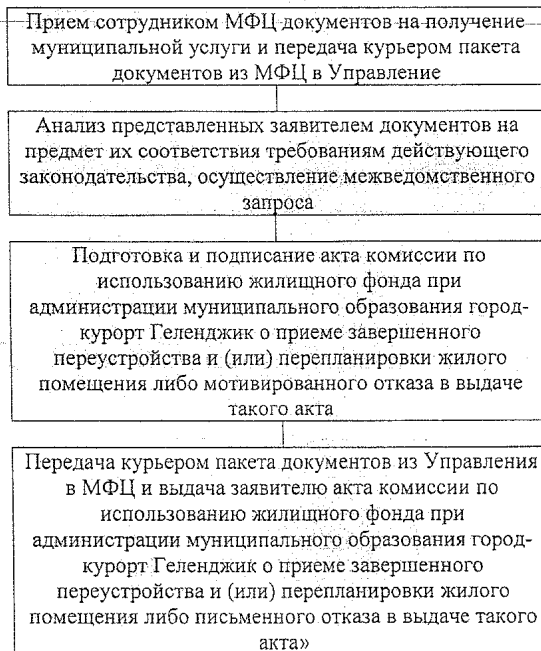 Прием сотрудником МФЦ документов на получение
муниципальной услуги и передача курьером пакета
документов из МФЦ в Управление
Анализ представленных заявителем документов на
предмет их соответствия требованиям действующего
законодательства, осуществление межведомственного
запроса
Подготовка и подписание акта комиссии по
использованию жилищного фонда при
администрации муниципального образования город-
курорт Геленджик о приеме завершенного
переустройства и (или) перепланировки жилого
помещения либо мотивированного отказа в выдаче
такого акта
Передача курьером пакета документов из Управления
в МФЦ и выдача заявителю акта комиссии по
использованию жилищного фонда при
администрации муниципального образования город-
курорт Геленджик о приеме завершенного
переустройства и (или) перепланировки жилого
помещения либо письменного отказа в выдаче такого
акта»